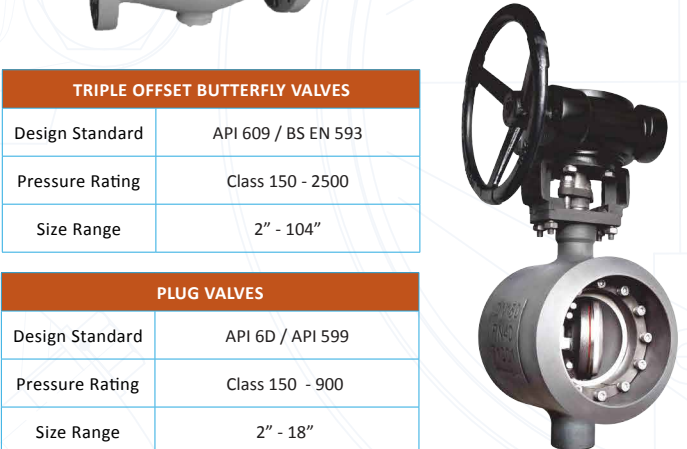 TRIPLE OFFSET BUTTERFLY VALVES
Design Standard API 609 / BS EN 593
Pressure Rating Class 150 - 2500
Size Range 2” - 104”
PLUG VALVES
Design Standard API 6D / API 599
Pressure Rating Class 150 - 900
Size Range 2” - 18”
PN40